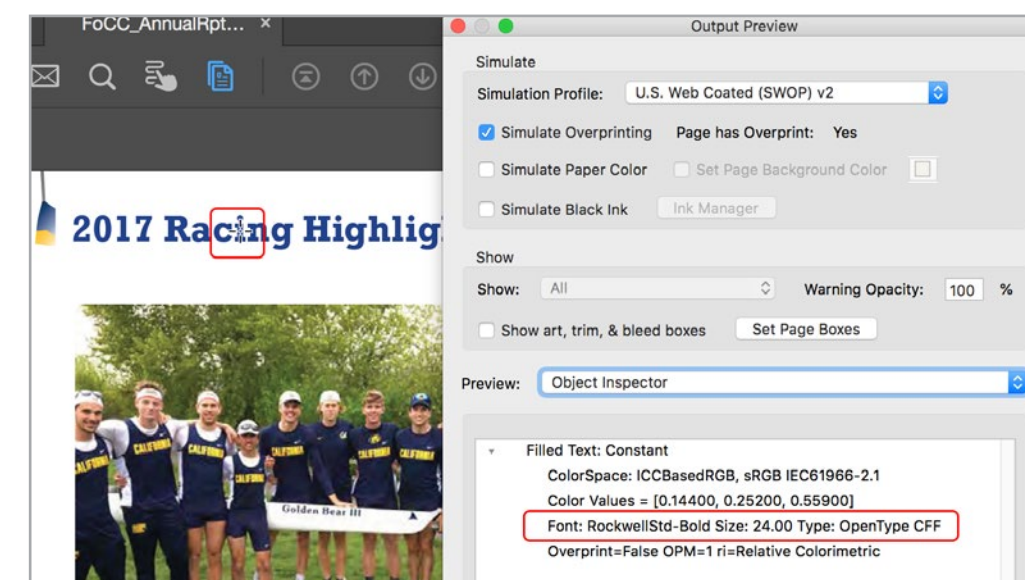 FoCC_AnnualRpt... ×
Output Preview
Simulate
Simulation Profile: U.S. Web Coated (SWOP) v2
Simulate Overprinting Page has Overprint: Yes
Simulate Paper Color Set Page Background Color
Simulate Black Ink Ink Manager
2017 Racing Highlig
Show
Show: All Warning Opacity: 100 %
Show art, trim, & bleed boxes Set Page Boxes
Preview: Object Inspector
Filled Text: Constant
ColorSpace: ICCBasedRGB, sRGB IEC61966-2.1
Color Values = [0.14400, 0.25200, 0.55900]
Font: RockwellStd-Bold Size: 24.00 Type: OpenType CFF
Overprint=False OPM=1 ri=Relative Colorimetric
CALIFORNIA
CALIFORNIA
CALIFORNIA
CALIFORNIA
Golden Bear III